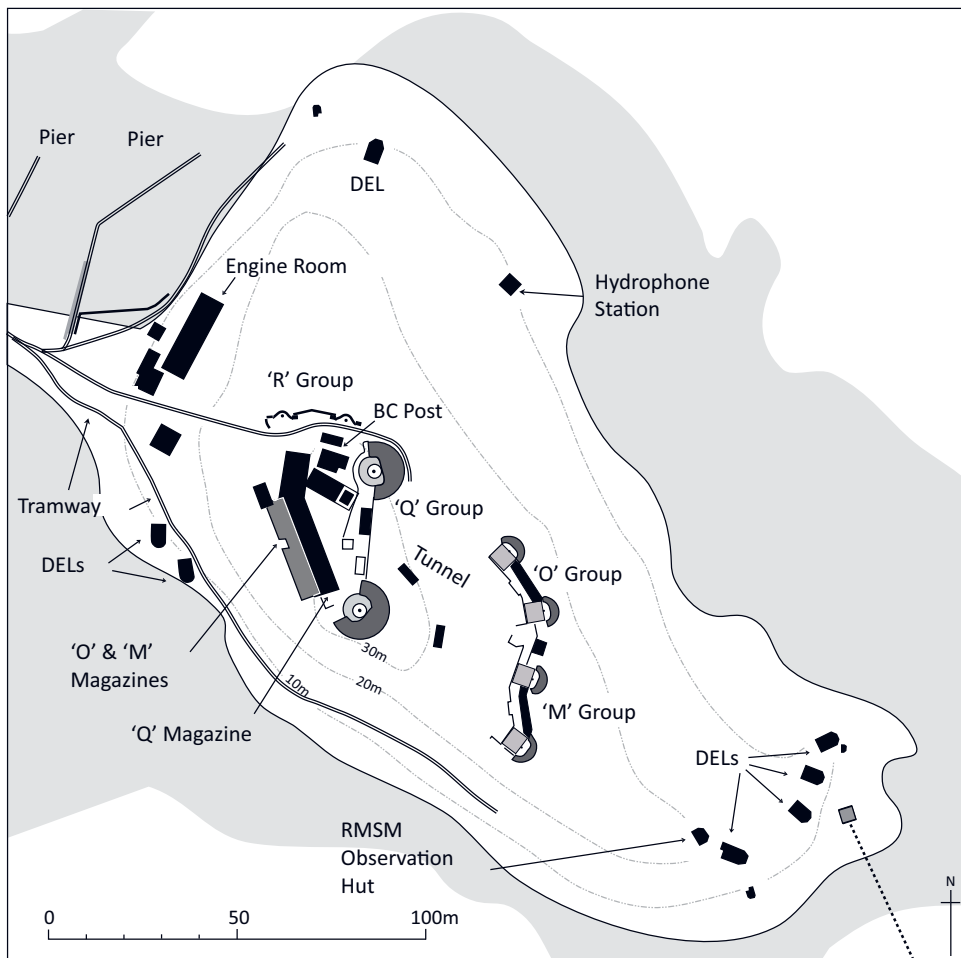 Pier
Pier
DEL
Engine Room
Hydrophone
Station
‘R’ Group
BC Post
‘Q’ Group
Tramway
Tunnel
DELs
‘O’ Group
‘O’ & ‘M’
Magazines
30m
20m
10m
‘Q’ Magazine
‘M’ Group
DELs
RMSM
Observation
Hut
N
0 50 100m